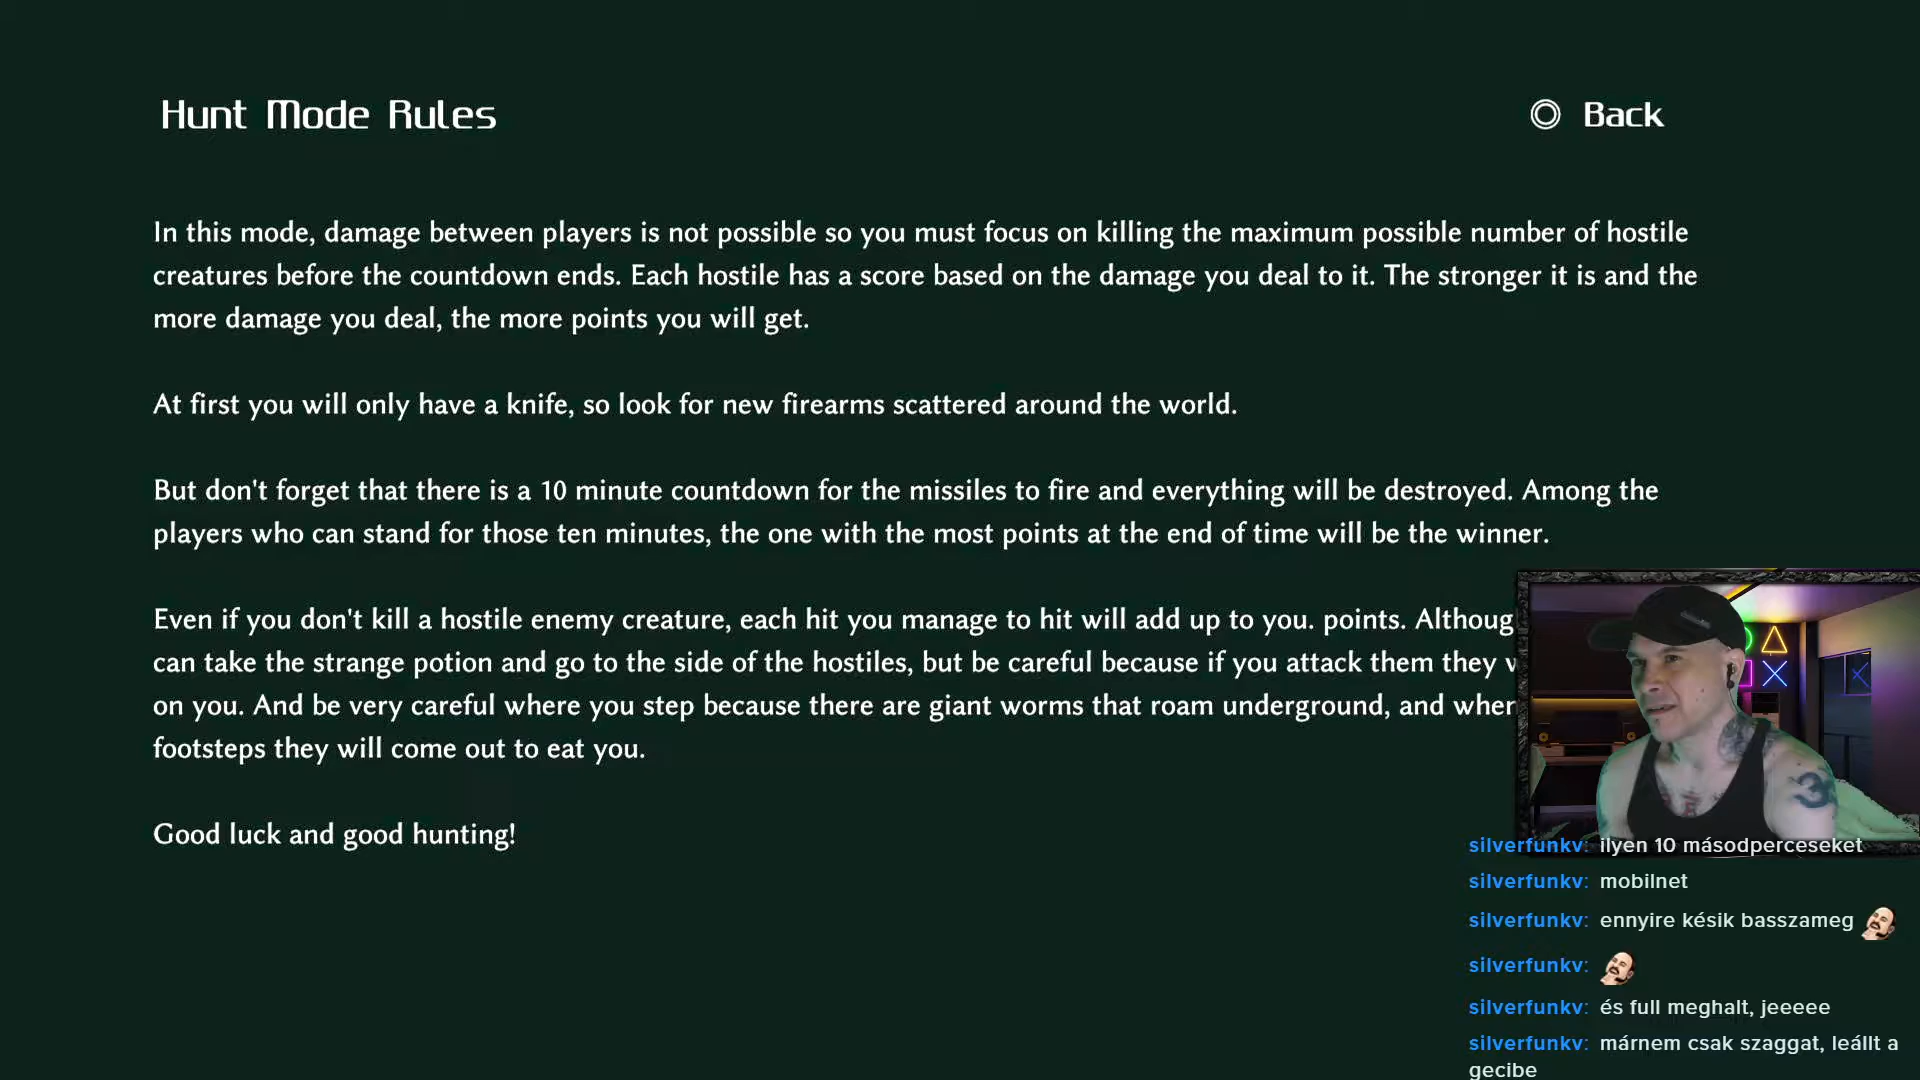 Hunt Mode Rules
Back
In this mode, damage between players is not possible so you must focus on killing the maximum possible number of hostile
creatures before the countdown ends. Each hostile has a score based on the damage you deal to it. The stronger it is and the
more damage you deal, the more points you will get.
At first you will only have a knife, so look for new firearms scattered around the world.
But don't forget that there is a 10 minute countdown for the missiles to fire and everything will be destroyed. Among the
players who can stand for those ten minutes, the one with the most points at the end of time will be the winner.
Even if you don't kill a hostile enemy creature, each hit you manage to hit will add up to you. points. Althoug
can take the strange potion and go to the side of the hostiles, but be careful because if you attack them they
on you. And be very careful where you step because there are giant worms that roam underground, and when
footsteps they will come out to eat you.
Good luck and good hunting!
silverfunkv: ilyen 10 másodperceseket
silverfunkv: mobilnet
silverfunkv: ennyire késik basszameg
silverfunkv:
silverfunkv: és full meghalt, jeeeee
silverfunkv: márnem csak szaggat, leállt a
gecibe